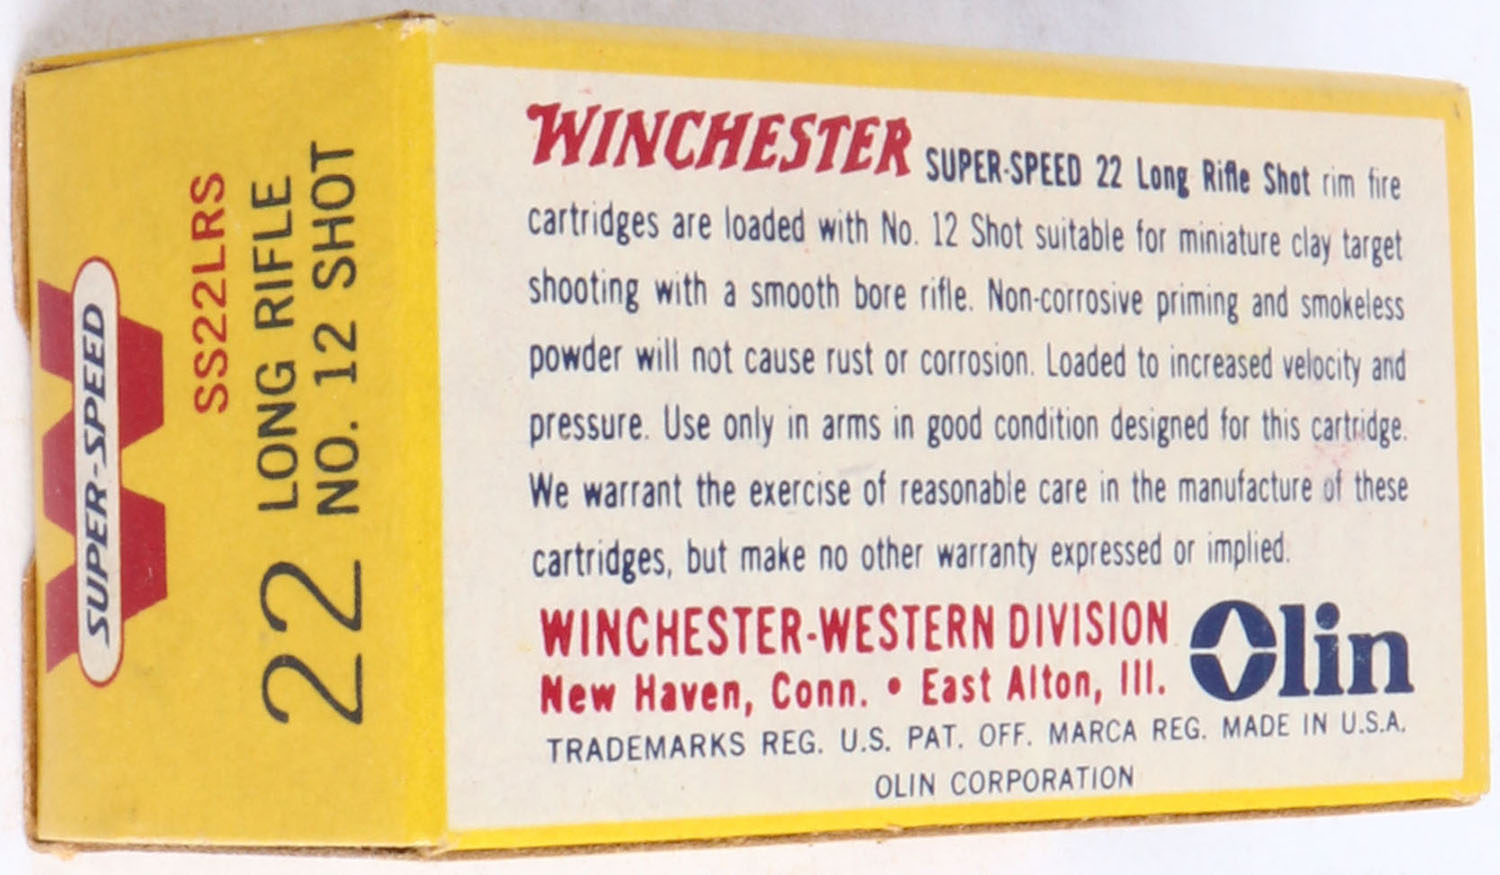 SUPER-SPEED
SS22LRS
22 LONG RIFLE
NO. 12 SHOT
WINCHESTER SUPER-SPEED 22 Long Rifle Shot rim fire
cartridges are loaded with No. 12 Shot suitable for miniature clay target
shooting with a smooth bore rifle. Non-corrosive priming and smokeless
powder will not cause rust or corrosion. Loaded to increased velocity and
pressure. Use only in arms in good condition designed for this cartridge.
We warrant the exercise of reasonable care in the manufacture of these
cartridges, but make no other warranty expressed or implied.
WINCHESTER-WESTERN DIVISION
New Haven, Conn. • East Alton, Ill.
Olin
TRADEMARKS REG. U.S. PAT. OFF. MARCA REG. MADE IN U.S.A.
OLIN CORPORATION